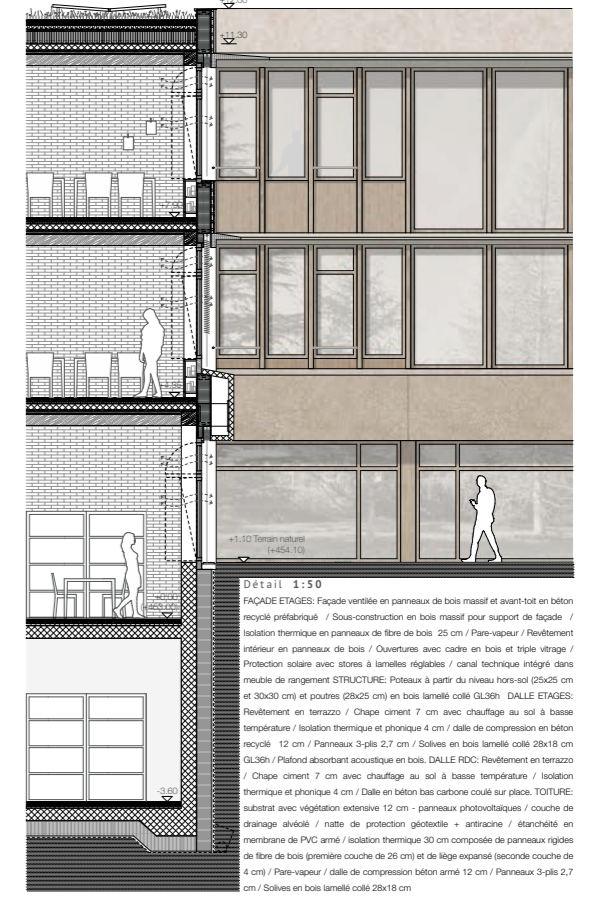 +11.30
+1.10 Terrain naturel
(+454.10)
-3.60
Détail 1:50
FAÇADE ETAGES: Façade ventilée en panneaux de bois massif et avant-toit en béton
recyclé préfabriqué / Sous-construction en bois massif pour support de façade /
Isolation thermique en panneaux de fibre de bois 25 cm / Pare-vapeur / Revêtement
intérieur en panneaux de bois / Ouvertures avec cadre en bois et triple vitrage /
Protection solaire avec stores à lamelles réglables / canal technique intégré dans
meuble de rangement STRUCTURE: Poteaux à partir du niveau hors-sol (25x25 cm
et 30x30 cm) et poutres (28x25 cm) en bois lamellé collé GL36h DALLE ETAGES:
Revêtement en terrazzo / Chape ciment 7 cm avec chauffage au sol à basse
température / Isolation thermique et phonique 4 cm / dalle de compression en béton
recyclé 12 cm / Panneaux 3-plis 2,7 cm / Solives en bois lamellé collé 28x18 cm
GL36h / Plafond absorbant acoustique en bois. DALLE RDC: Revêtement en terrazzo
/ Chape ciment 7 cm avec chauffage au sol à basse température / Isolation
thermique et phonique 4 cm / Dalle en béton bas carbone coulé sur place. TOITURE:
substrat avec végétation extensive 12 cm - panneaux photovoltaïques / couche de
drainage alvéolé / natte de protection géotextile + antiracine / étanchéité en
membrane de PVC armé / isolation thermique 30 cm composée de panneaux rigides
de fibre de bois (première couche de 26 cm) et de liège expansé (seconde couche de
4 cm) / Pare-vapeur / dalle de compression béton armé 12 cm / Panneaux 3-plis 2,7
cm / Solives en bois lamellé collé 28x18 cm